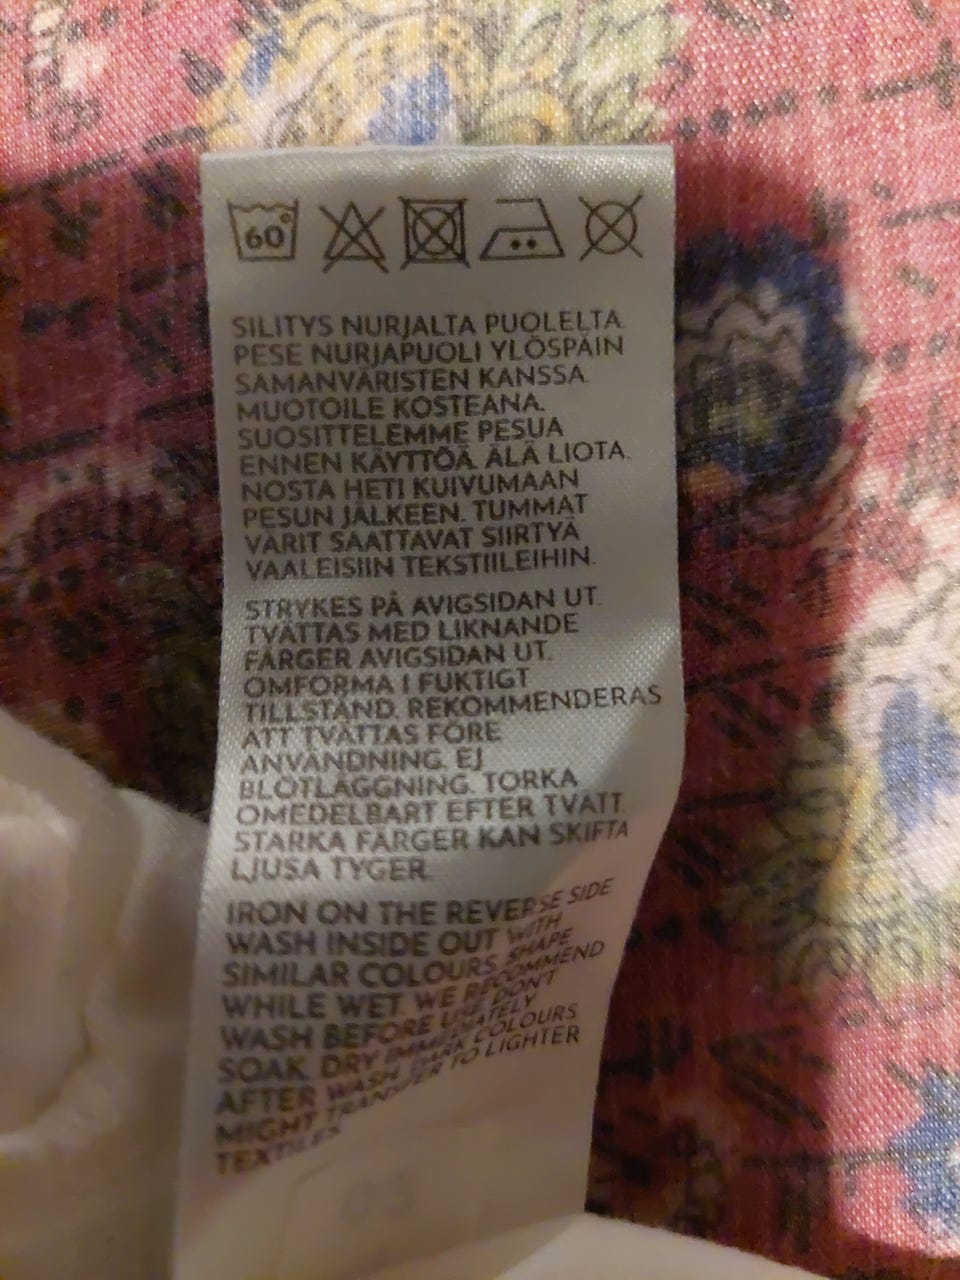 60°
SILITYS NURJALTA PUOLELTA.
PESE NURJAPUOLI YLÖSPÄIN
SAMANVÄRISTEN KANSSA.
MUOTOILE KOSTEANA.
SUOSITTELEMME PESUA
ENNEN KÄYTTÖÄ. ÄLÄ LIOTA.
NOSTA HETI KUIVUMAAN
PESUN JÄLKEEN. TUMMAT
VÄRIT SAATTAVAT SIIRTYÄ
VAALEISIIN TEKSTIILEIHIN.
STRYKES PÅ AVIGSIDAN UT.
TVÄTTAS MED LIKNANDE
FÄRGER AVIGSIDAN UT.
OMFORMA I FUKTIGT
TILLSTÅND. REKOMMENDERAS
ATT TVÄTTAS FÖRE
ANVÄNDNING. EJ
BLÖTLÄGGNING. TORKA
OMEDELBART EFTER TVÄTT.
STARKA FÄRGER KAN SKIFTA
LJUSA TYGER.
IRON ON THE REVERSE SIDE
WASH INSIDE OUT WITH
SIMILAR COLOURS. SHAPE
WHILE WET. WE RECOMMEND
WASH BEFORE USE. DON'T
SOAK. DRY IMMEDIATELY
AFTER WASH. DARK COLOURS
MIGHT TRANSFER TO LIGHTER
TEXTILES.